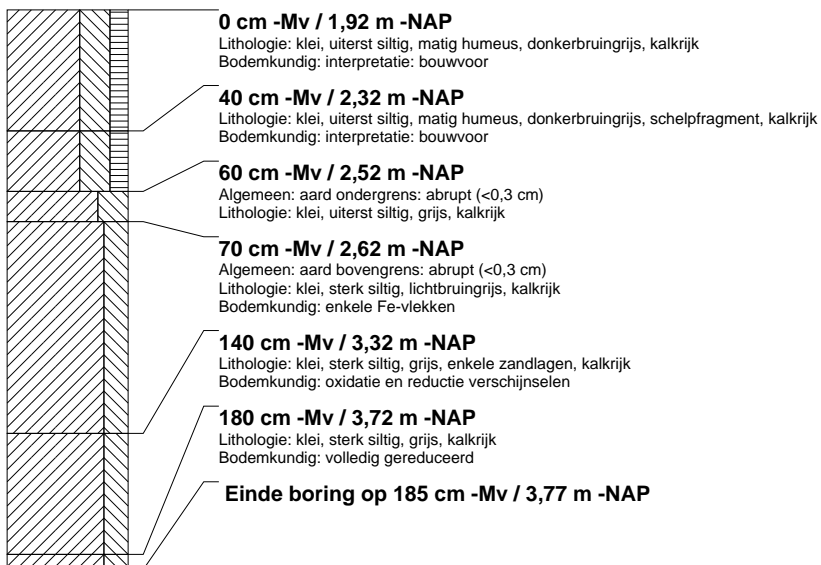 0 cm -Mv / 1,92 m -NAP
Lithologie: klei, uiterst siltig, matig humeus, donkerbruingrijs, kalkrijk
Bodemkundig: interpretatie: bouwvoor
40 cm -Mv / 2,32 m -NAP
Lithologie: klei, uiterst siltig, matig humeus, donkerbruingrijs, schelpfragment, kalkrijk
Bodemkundig: interpretatie: bouwvoor
60 cm -Mv / 2,52 m -NAP
Algemeen: aard ondergrens: abrupt (<0,3 cm)
Lithologie: klei, uiterst siltig, grijs, kalkrijk
70 cm -Mv / 2,62 m -NAP
Algemeen: aard bovengrens: abrupt (<0,3 cm)
Lithologie: klei, sterk siltig, lichtbruingrijs, kalkrijk
Bodemkundig: enkele Fe-vlekken
140 cm -Mv / 3,32 m -NAP
Lithologie: klei, sterk siltig, grijs, enkele zandlagen, kalkrijk
Bodemkundig: oxidatie en reductie verschijnselen
180 cm -Mv / 3,72 m -NAP
Lithologie: klei, sterk siltig, grijs, kalkrijk
Bodemkundig: volledig gereduceerd
Einde boring op 185 cm -Mv / 3,77 m -NAP